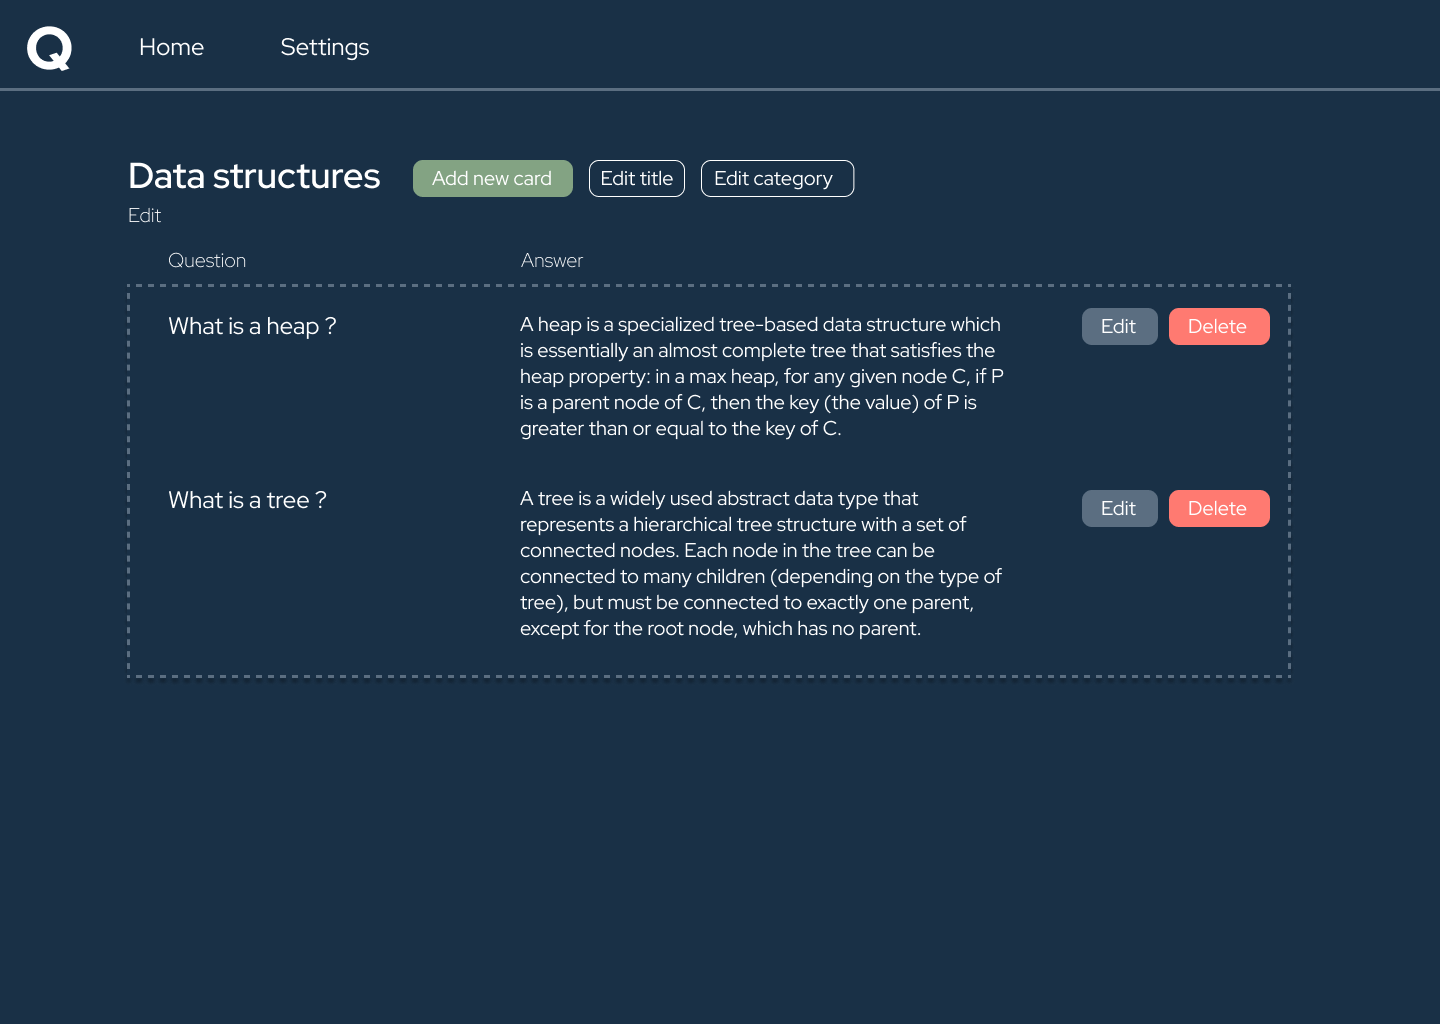 Q
Home Settings
Data structures Add new card Edit title Edit category
Edit
Question Answer
What is a heap ? A heap is a specialized tree-based data structure which Edit Delete
is essentially an almost complete tree that satisfies the
heap property: in a max heap, for any given node C, if P
is a parent node of C, then the key (the value) of P is
greater than or equal to the key of C.
What is a tree ? A tree is a widely used abstract data type that Edit Delete
represents a hierarchical tree structure with a set of
connected nodes. Each node in the tree can be
connected to many children (depending on the type of
tree), but must be connected to exactly one parent,
except for the root node, which has no parent.